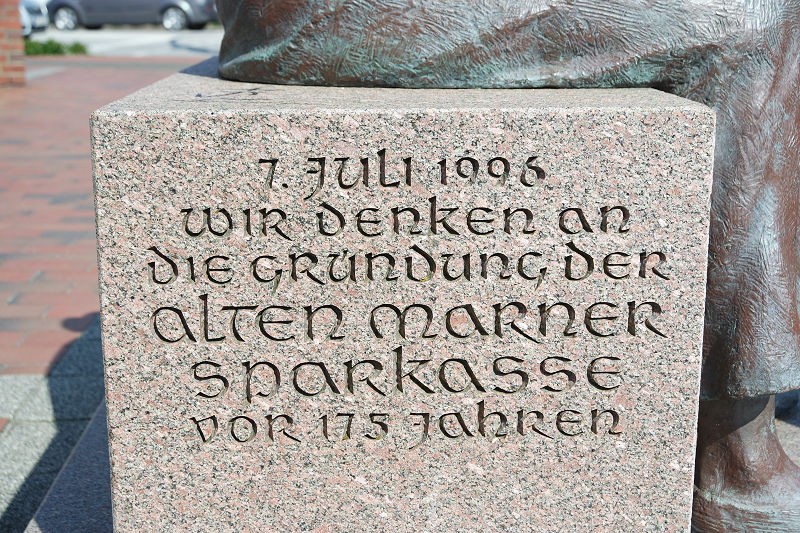 7. Juli 1996
wir denken an
die Gründung der
alten Marner
Sparkasse
vor 175 Jahren